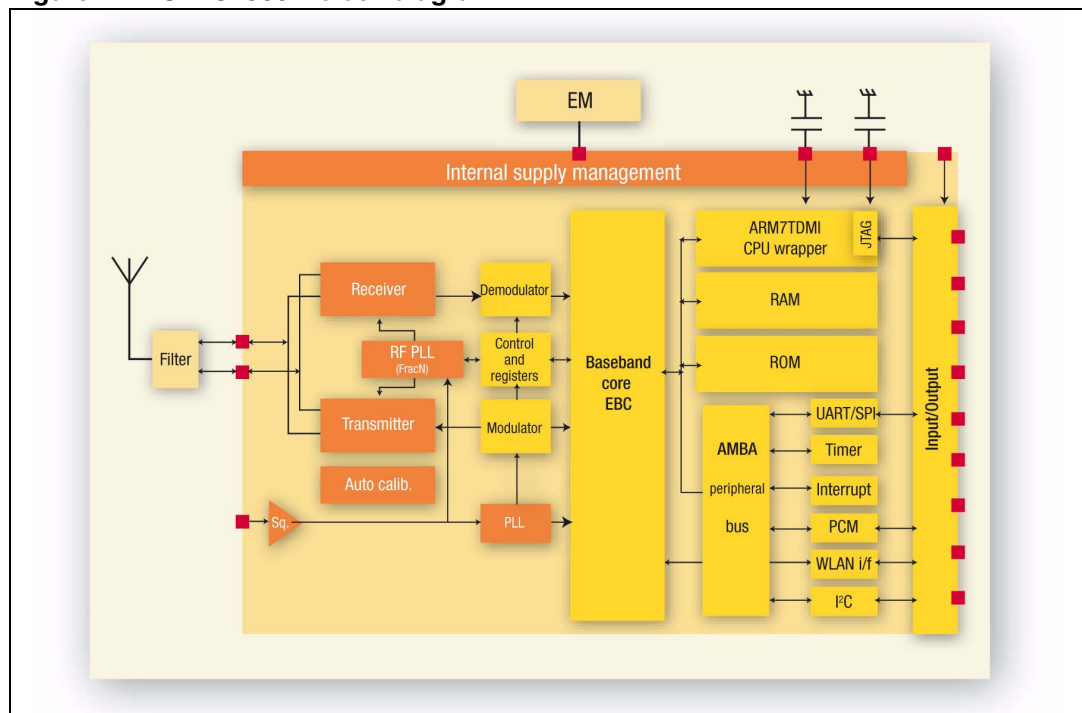 EM
Internal supply management
ARM7TDMI
CPU wrapper
JTAG
Receiver
Demodulator
RAM
Filter
RF PLL
(FracN)
Control
and
registers
Baseband
core
EBC
ROM
Input/Output
Transmitter
Modulator
AMBA
peripheral
bus
UART/SPI
Timer
Auto calib.
Interrupt
Sq.
PLL
PCM
WLAN i/f
I²C